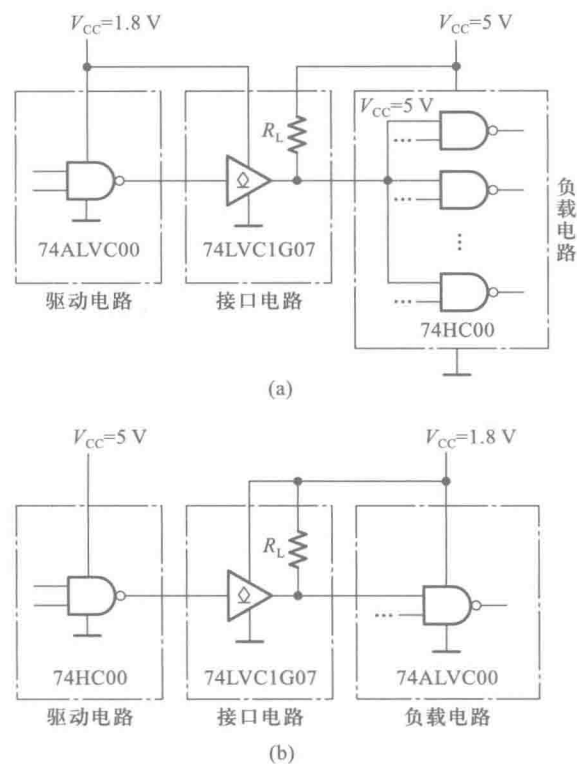 V_CC=1.8 V
V_CC=5 V
V_CC=5 V
R_L
...
...
⋮
...
负载电路
74ALVC00
74LVC1G07
74HC00
驱动电路
接口电路
(a)
V_CC=5 V
V_CC=1.8 V
R_L
...
74HC00
74LVC1G07
74ALVC00
驱动电路
接口电路
负载电路
(b)